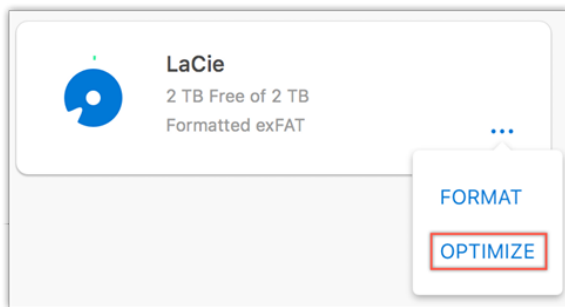 LaCie
2 TB Free of 2 TB
Formatted exFAT
FORMAT
OPTIMIZE